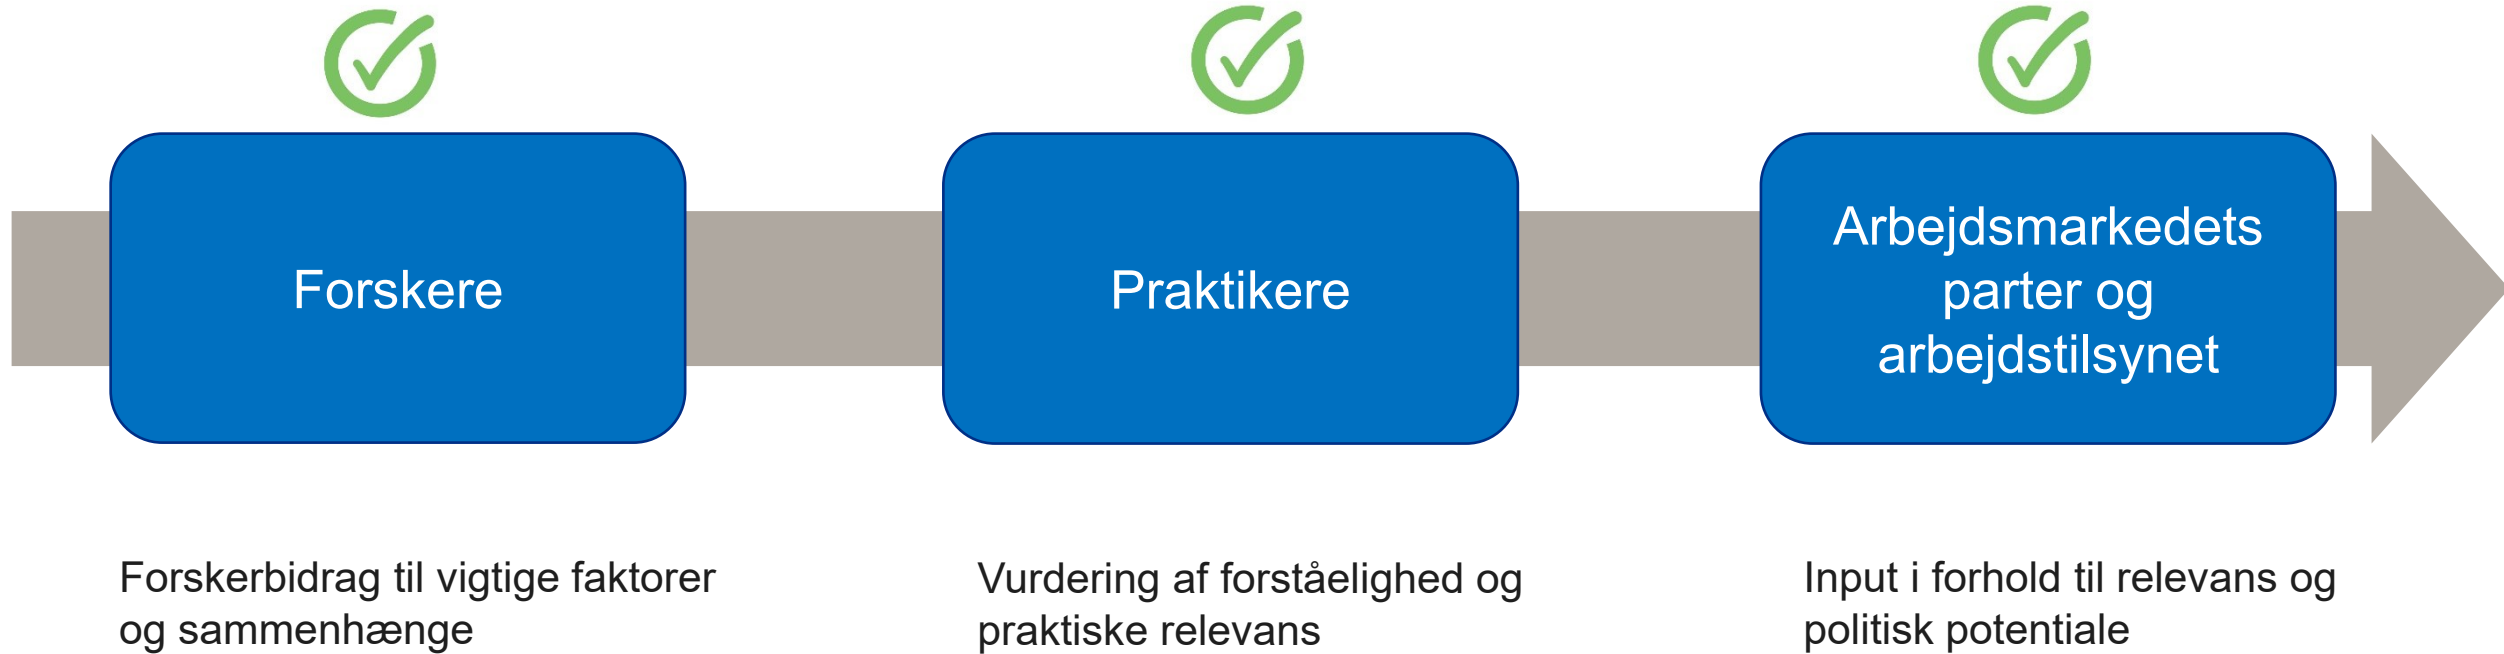 Forskere
Praktikere
Arbejdsmarkedets
parter og
arbejdstilsynet
Forskerbidrag til vigtige faktorer
og sammenhænge
Vurdering af forståelighed og
praktiske relevans
Input i forhold til relevans og
politisk potentiale